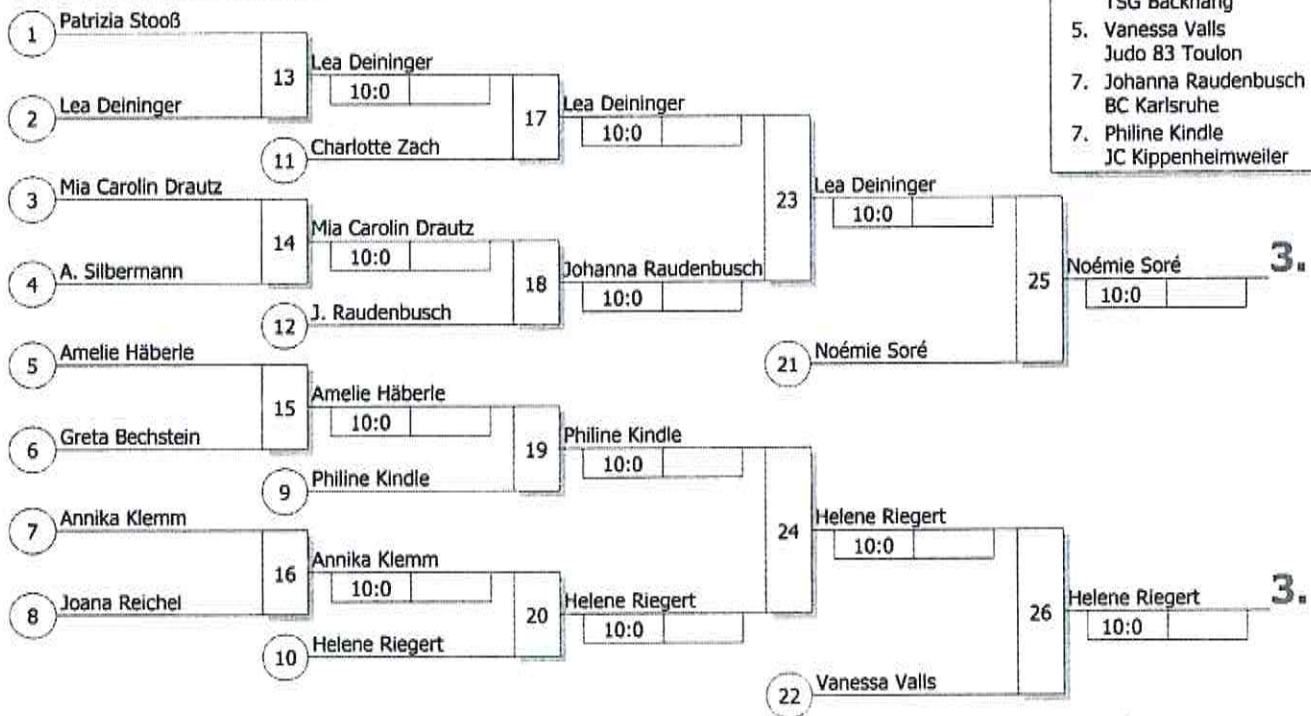 TSG Backnang
5. Vanessa Valls
Judo 83 Toulon
7. Johanna Raudenbusch
BC Karlsruhe
7. Philine Kindle
JC Kippenheimweiler
1 Patrizia Stooß
13 Lea Deininger
10:0
2 Lea Deininger
17 Lea Deininger
10:0
11 Charlotte Zach
3 Mia Carolin Drautz
23 Lea Deininger
10:0
14 Mia Carolin Drautz
10:0
4 A. Silbermann
18 Johanna Raudenbusch
10:0
12 J. Raudenbusch
25 Noémie Soré 3.
10:0
5 Amelie Häberle
21 Noémie Soré
15 Amelie Häberle
10:0
6 Greta Bechstein
19 Philine Kindle
10:0
9 Philine Kindle
7 Annika Klemm
24 Helene Riegert
10:0
16 Annika Klemm
10:0
8 Joana Reichel
20 Helene Riegert
10:0
10 Helene Riegert
26 Helene Riegert 3.
10:0
22 Vanessa Valls